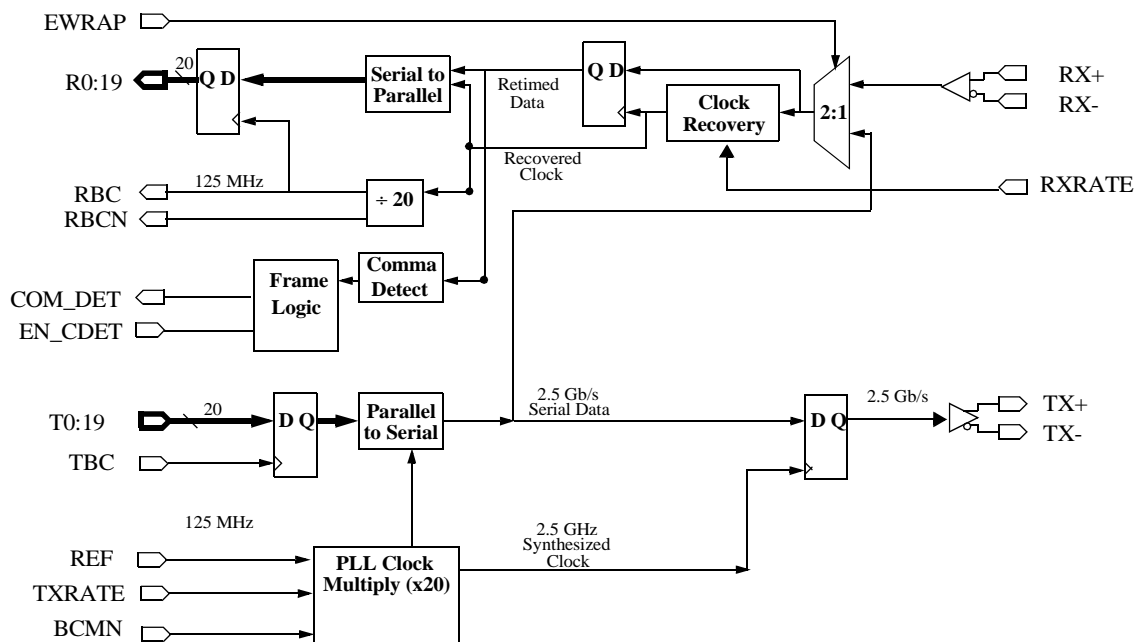 EWRAP
R0:19
20
Q D
Serial to
Parallel
Retimed
Data
Q D
Clock
Recovery
2:1
RX+
RX-
RBC
125 MHz
RBCN
÷ 20
Recovered
Clock
RXRATE
COM_DET
EN_CDET
Frame
Logic
Comma
Detect
T0:19
20
D Q
Parallel
to Serial
2.5 Gb/s
Serial Data
D Q
2.5 Gb/s
TX+
TX-
TBC
125 MHz
REF
TXRATE
BCMN
PLL Clock
Multiply (x20)
2.5 GHz
Synthesized
Clock